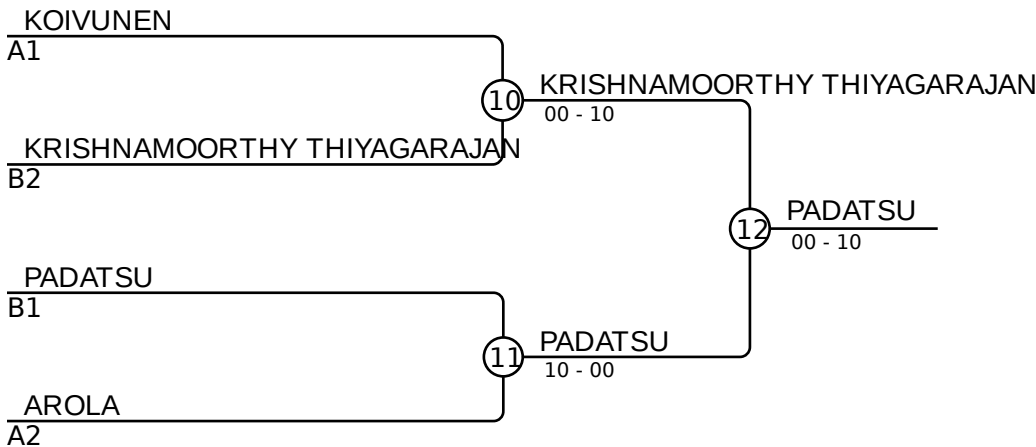 KOIVUNEN
A1
10
KRISHNAMOORTHY THIYAGARAJAN
00 - 10
KRISHNAMOORTHY THIYAGARAJAN
B2
12
PADATSU
00 - 10
PADATSU
B1
11
PADATSU
10 - 00
AROLA
A2